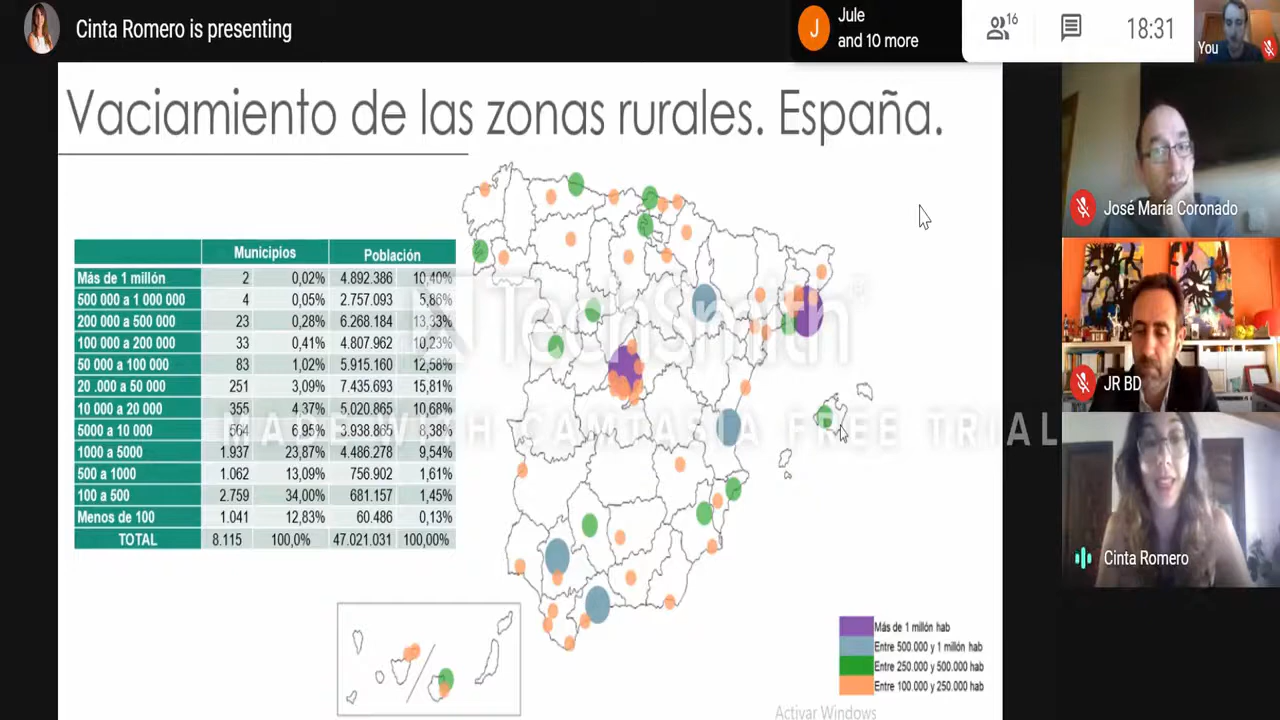 Cinta Romero is presenting
J
Jule
and 10 more
16
18:31
You
Vaciamiento de las zonas rurales. España.
Municipios Población
Más de 1 millón 2 0,02% 4.892.386 10,40%
500 000 a 1 000 000 4 0,05% 2.757.093 5,86%
200 000 a 500 000 23 0,28% 6.268.184 13,33%
100 000 a 200 000 33 0,41% 4.807.962 10,23%
50 000 a 100 000 83 1,02% 5.915.160 12,58%
20 .000 a 50 000 251 3,09% 7.435.693 15,81%
10 000 a 20 000 355 4,37% 5.020.865 10,68%
5000 a 10 000 564 6,95% 3.938.865 8,38%
1000 a 5000 1.937 23,87% 4.486.278 9,54%
500 a 1000 1.062 13,09% 756.902 1,61%
100 a 500 2.759 34,00% 681.157 1,45%
Menos de 100 1.041 12,83% 60.486 0,13%
TOTAL 8.115 100,0% 47.021.031 100,00%
TechSmith®
MADE WITH CAMTASIA FREE TRIAL
Más de 1 millón hab
Entre 500.000 y 1 millón hab
Entre 250.000 y 500.000 hab
Entre 100.000 y 250.000 hab
Activar Windows
José María Coronado
JR BD
Cinta Romero